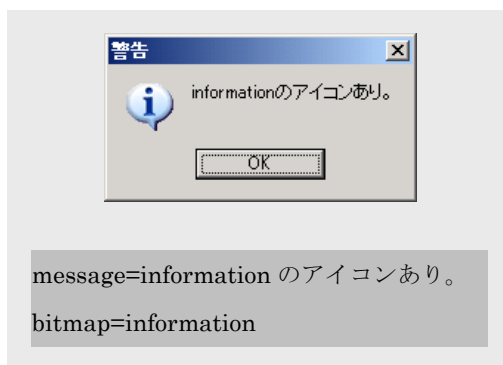 警告
informationのアイコンあり。
OK
message=information のアイコンあり。
bitmap=information